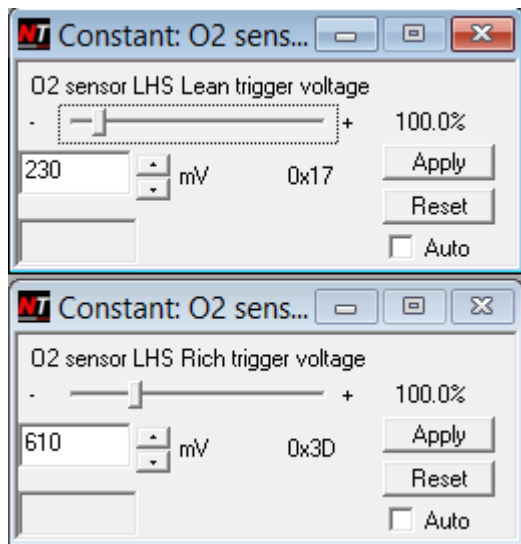 NT Constant: O2 sens...
O2 sensor LHS Lean trigger voltage
- + 100.0%
230 mV 0x17 Apply
Reset
Auto
NT Constant: O2 sens...
O2 sensor LHS Rich trigger voltage
- + 100.0%
610 mV 0x3D Apply
Reset
Auto